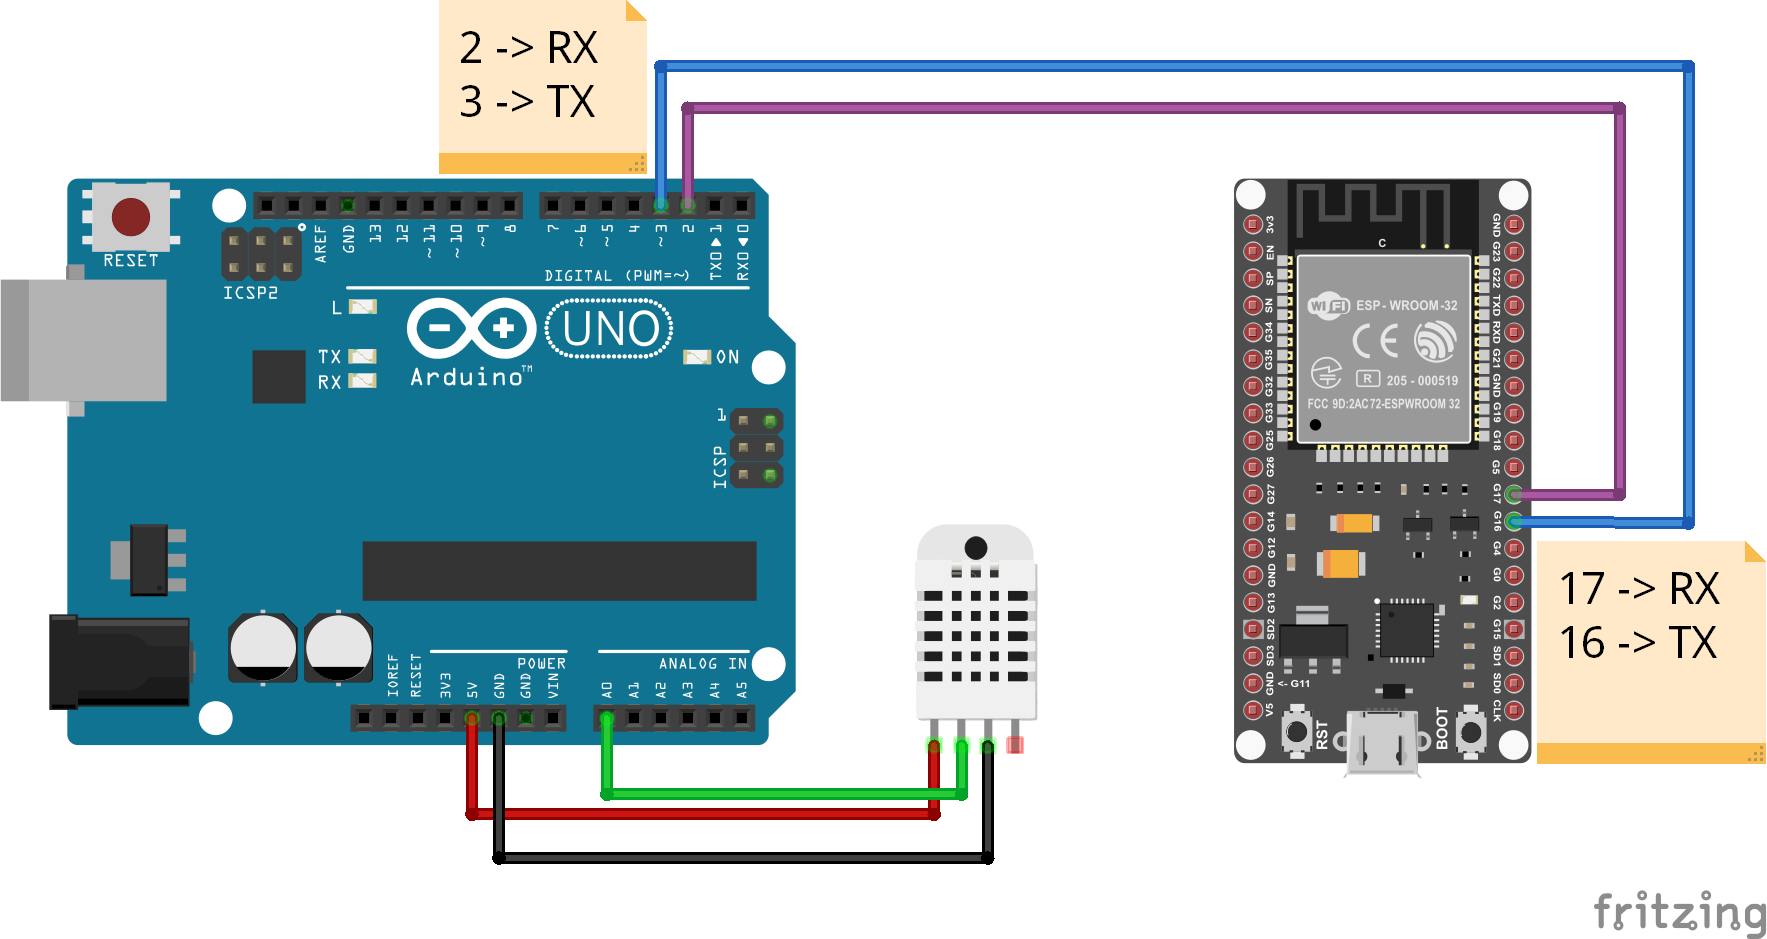 2 -> RX
3 -> TX
RESET
ICSP2
AREF
GND
13
12
~11
~10
~9
8
7
~6
~5
4
~3
2
TX0▶1
RX0◀0
DIGITAL (PWM=~)
L
TX
RX
Arduino™
UNO
ON
1
ICSP
IOREF
RESET
3V3
5V
GND
GND
VIN
POWER
ANALOG IN
A0
A1
A2
A3
A4
A5
3v3
EN
SP
SN
G34
G35
G32
G33
G25
G26
G27
G14
G12
GND
G13
SD2
SD3
GND
V5
<- G11
C
WiFi ESP - WROOM -32
CE
R 205 - 000519
FCC 9D:2AC72-ESPWROOM 32
GND
G23
G22
TXD
RXD
G21
GND
G19
G18
G5
G17
G16
G4
G0
G2
G15
SD1
SD0
CLK
RST
BOOT
17 -> RX
16 -> TX
fritzing